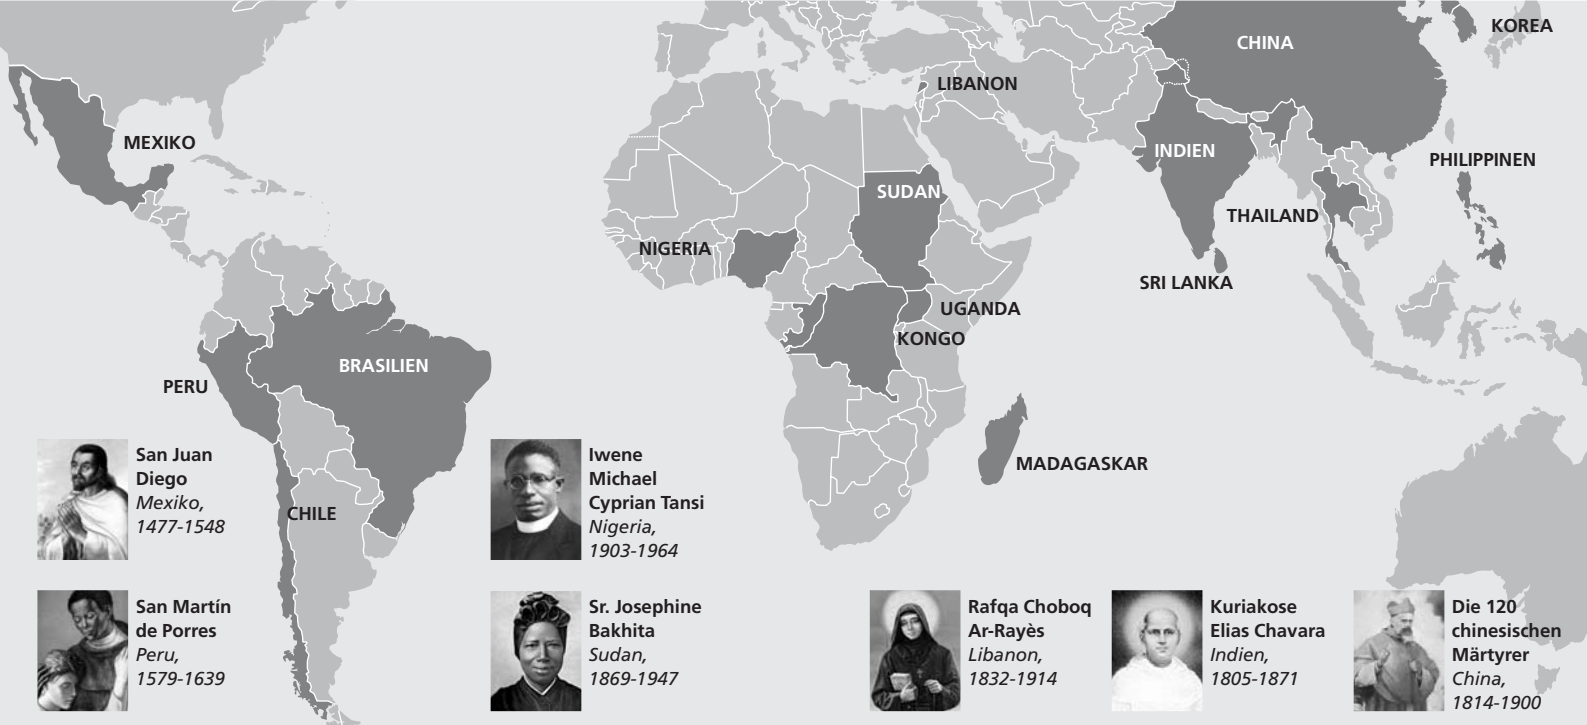 KOREA
CHINA
LIBANON
MEXIKO
INDIEN
PHILIPPINEN
SUDAN
THAILAND
NIGERIA
SRI LANKA
UGANDA
KONGO
BRASILIEN
PERU
MADAGASKAR
CHILE
San Juan
Diego
Mexiko,
1477-1548
Iwene
Michael
Cyprian Tansi
Nigeria,
1903-1964
San Martín
de Porres
Peru,
1579-1639
Sr. Josephine
Bakhita
Sudan,
1869-1947
Rafqa Choboq
Ar-Rayès
Libanon,
1832-1914
Kuriakose
Elias Chavara
Indien,
1805-1871
Die 120
chinesischen
Märtyrer
China,
1814-1900